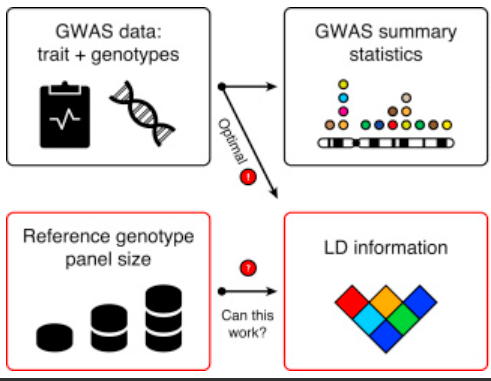 GWAS data:
trait + genotypes
GWAS summary
statistics
Optimal
!
Reference genotype
panel size
?
Can this
work?
LD information